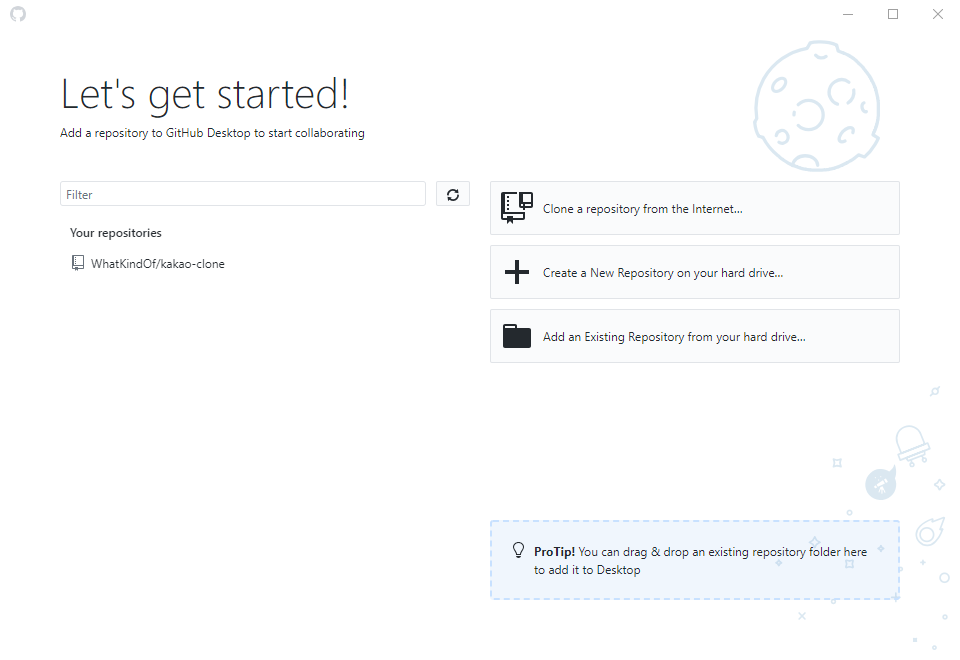 Let's get started!
Add a repository to GitHub Desktop to start collaborating
Filter
Your repositories
WhatKindOf/kakao-clone
Clone a repository from the Internet...
Create a New Repository on your hard drive...
Add an Existing Repository from your hard drive...
ProTip! You can drag & drop an existing repository folder here
to add it to Desktop